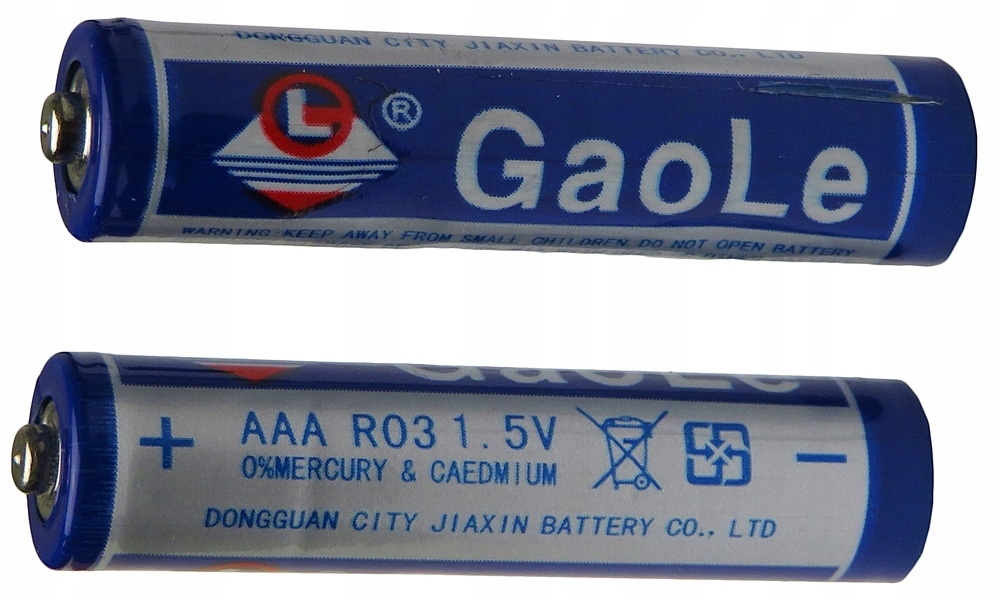 DONGGUAN CITY JIAXIN BATTERY CO., LTD
L
®
GaoLe
WARNING:KEEP AWAY FROM SMALL CHILDREN DO NOT OPEN BATTERY
GaoLe
+ AAA R03 1.5V −
0%MERCURY & CAEDMIUM
DONGGUAN CITY JIAXIN BATTERY CO., LTD